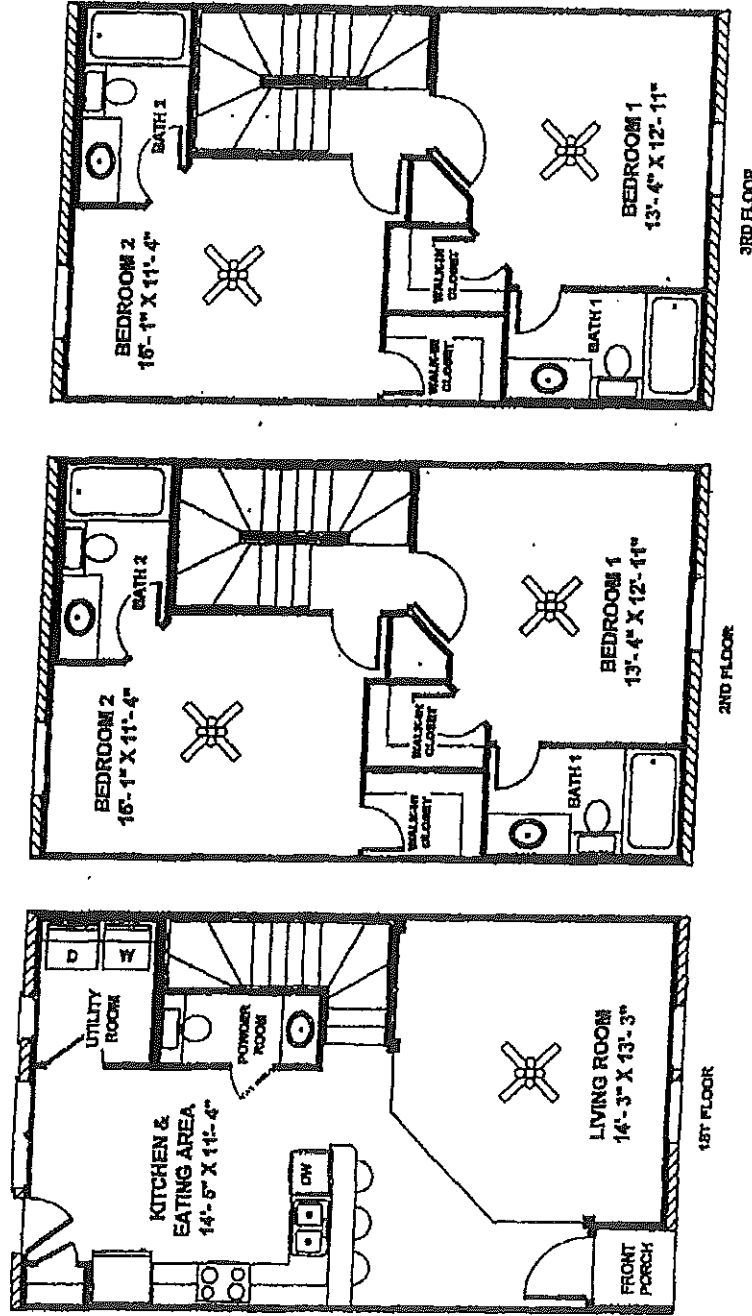 KITCHEN &
EATING AREA
14'- 5" X 11'- 4"
UTILITY
ROOM
D
W
POWDER
ROOM
DW
LIVING ROOM
14'- 3" X 13'- 3"
FRONT
PORCH
1ST FLOOR
BEDROOM 2
15'- 1" X 11'- 4"
BATH 2
WALK-IN
CLOSET
WALK-IN
CLOSET
BATH 1
BEDROOM 1
13'- 4" X 12'- 11"
2ND FLOOR
BEDROOM 2
15'- 1" X 11'- 4"
BATH 2
WALK-IN
CLOSET
WALK-IN
CLOSET
BATH 1
BEDROOM 1
13'- 4" X 12'- 11"
3RD FLOOR